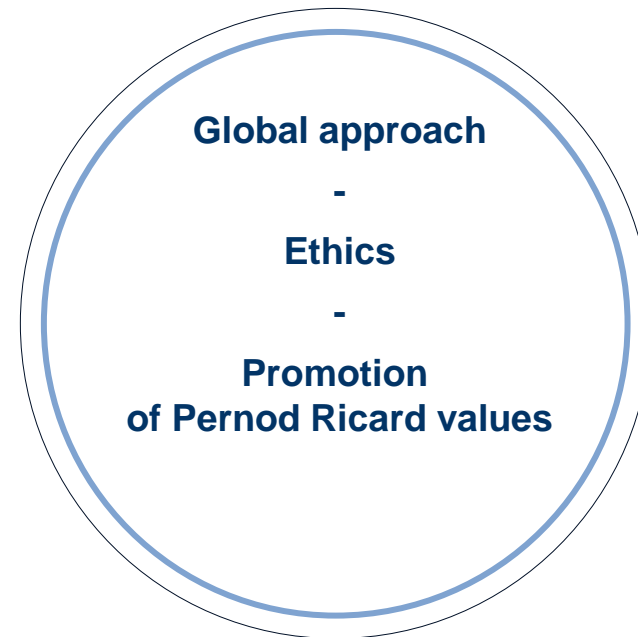 Global approach
-
Ethics
-
Promotion
of Pernod Ricard values